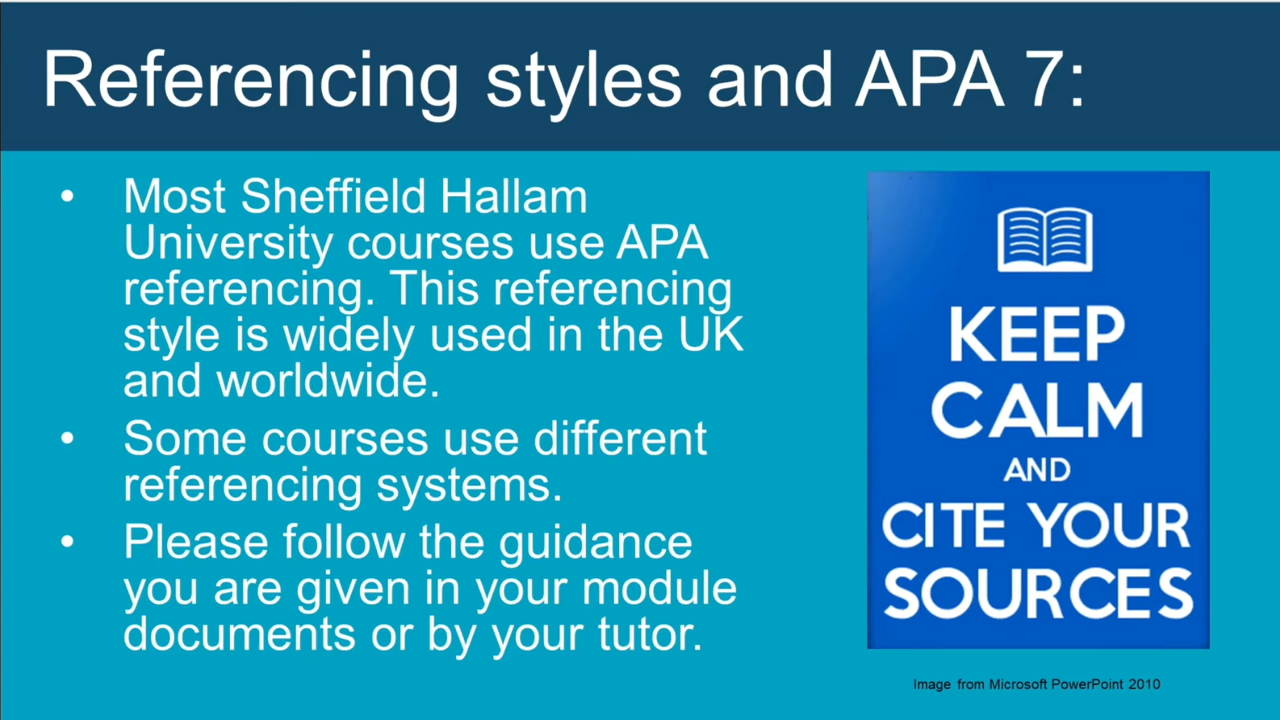 Referencing styles and APA 7:
• Most Sheffield Hallam
University courses use APA
referencing. This referencing
style is widely used in the UK
and worldwide.
• Some courses use different
referencing systems.
• Please follow the guidance
you are given in your module
documents or by your tutor.
KEEP
CALM
AND
CITE YOUR
SOURCES
Image from Microsoft PowerPoint 2010